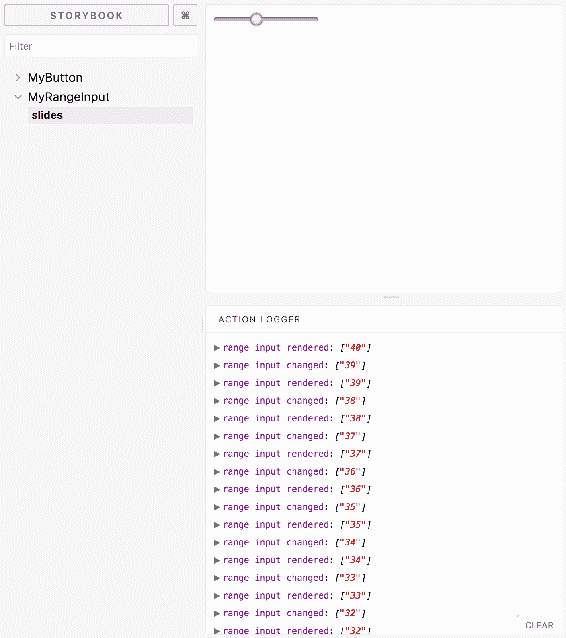 STORYBOOK
⌘
Filter
MyButton
MyRangeInput
slides
ACTION LOGGER
▶ range input rendered: ["40"]
▶ range input changed: ["39"]
▶ range input rendered: ["39"]
▶ range input changed: ["38"]
▶ range input rendered: ["38"]
▶ range input changed: ["37"]
▶ range input rendered: ["37"]
▶ range input changed: ["36"]
▶ range input rendered: ["36"]
▶ range input changed: ["35"]
▶ range input rendered: ["35"]
▶ range input changed: ["34"]
▶ range input rendered: ["34"]
▶ range input changed: ["33"]
▶ range input rendered: ["33"]
▶ range input changed: ["32"]
▶ range input rendered: ["32"]
CLEAR